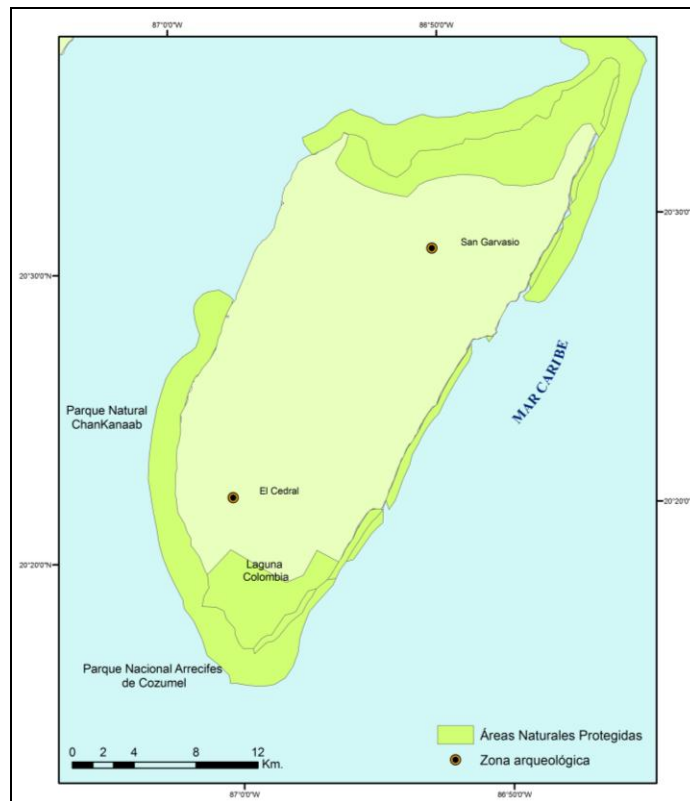 87°0'0"W
86°50'0"W
20°30'0"N
San Garvasio
20°30'0"N
MAR CARIBE
Parque Natural
ChanKanaab
El Cedral
20°20'0"N
20°20'0"N
Laguna
Colombia
Parque Nacional Arrecifes
de Cozumel
Áreas Naturales Protegidas
Zona arqueológica
0 2 4 8 12
Km.
87°0'0"W
86°50'0"W